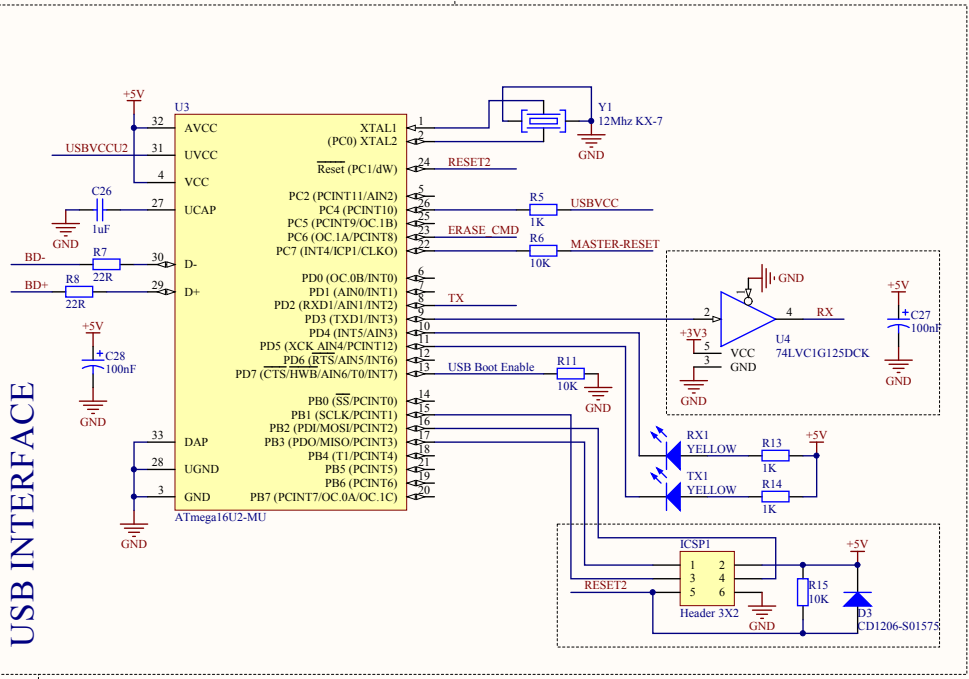 USB INTERFACE
+5V
U3
32
AVCC
USBVCCU2
31
UVCC
4
VCC
C26
1uF
GND
27
UCAP
BD-
R7
22R
30
D-
BD+
R8
22R
29
D+
+5V
C28
100nF
GND
33
DAP
28
UGND
3
GND
GND
ATmega16U2-MU
XTAL1
1
(PC0) XTAL2
2
Reset (PC1/dW)
24
RESET2
PC2 (PCINT11/AIN2)
5
PC4 (PCINT10)
26
PC5 (PCINT9/OC.1B)
25
PC6 (OC.1A/PCINT8)
23
ERASE_CMD
PC7 (INT4/ICP1/CLKO)
22
PD0 (OC.0B/INT0)
6
PD1 (AIN0/INT1)
7
PD2 (RXD1/AIN1/INT2)
8
TX
PD3 (TXD1/INT3)
9
PD4 (INT5/AIN3)
10
PD5 (XCK AIN4/PCINT12)
11
PD6 (RTS/AIN5/INT6)
12
PD7 (CTS/HWB/AIN6/T0/INT7)
13
USB Boot Enable
PB0 (SS/PCINT0)
14
PB1 (SCLK/PCINT1)
15
PB2 (PDI/MOSI/PCINT2)
16
PB3 (PDO/MISO/PCINT3)
17
PB4 (T1/PCINT4)
18
PB5 (PCINT5)
21
PB6 (PCINT6)
19
PB7 (PCINT7/OC.0A/OC.1C)
20
Y1
12Mhz KX-7
GND
R5
1K
USBVCC
R6
10K
MASTER-RESET
R11
10K
GND
GND
1
2
4
RX
U4
74LVC1G125DCK
+3V3
5
VCC
3
GND
GND
+5V
C27
100nF
GND
RX1
YELLOW
R13
1K
+5V
TX1
YELLOW
R14
1K
ICSP1
1
2
3
4
5
6
Header 3X2
RESET2
GND
+5V
R15
10K
D3
CD1206-S01575